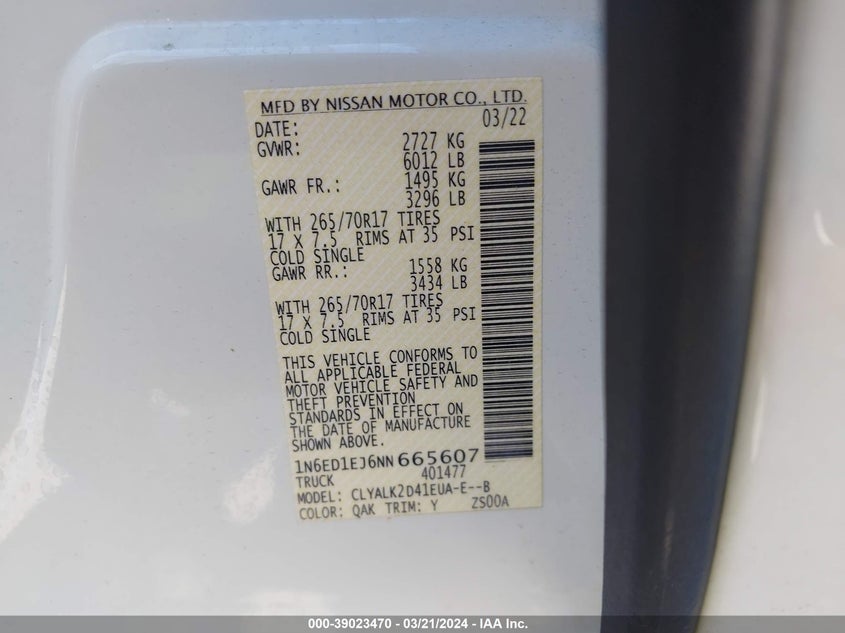 MFD BY NISSAN MOTOR CO., LTD.
DATE: 03/22
GVWR: 2727 KG
6012 LB
GAWR FR.: 1495 KG
3296 LB
WITH 265/70R17 TIRES
17 X 7.5 RIMS AT 35 PSI
COLD SINGLE
GAWR RR.: 1558 KG
3434 LB
WITH 265/70R17 TIRES
17 X 7.5 RIMS AT 35 PSI
COLD SINGLE
THIS VEHICLE CONFORMS TO
ALL APPLICABLE FEDERAL
MOTOR VEHICLE SAFETY AND
THEFT PREVENTION
STANDARDS IN EFFECT ON
THE DATE OF MANUFACTURE
SHOWN ABOVE.
1N6ED1EJ6NN665607
TRUCK 401477
MODEL: CLYALK2D41EUA-E--B
COLOR: QAK TRIM: Y ZS00A
000-39023470 - 03/21/2024 - IAA Inc.